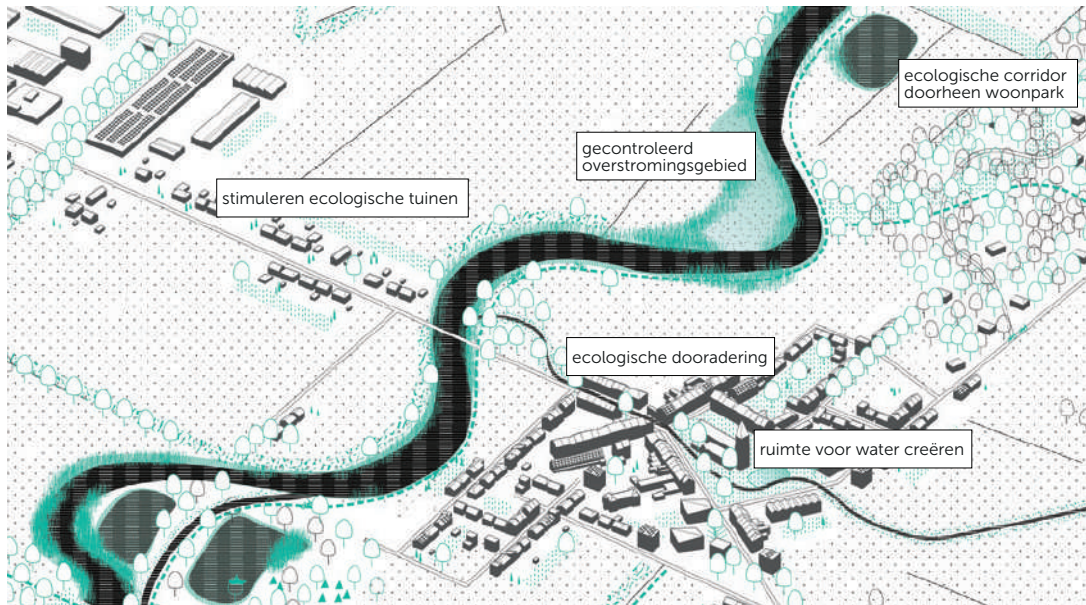 ecologische corridor
doorheen woonpark
gecontroleerd
overstromingsgebied
stimuleren ecologische tuinen
ecologische dooradering
ruimte voor water creëren